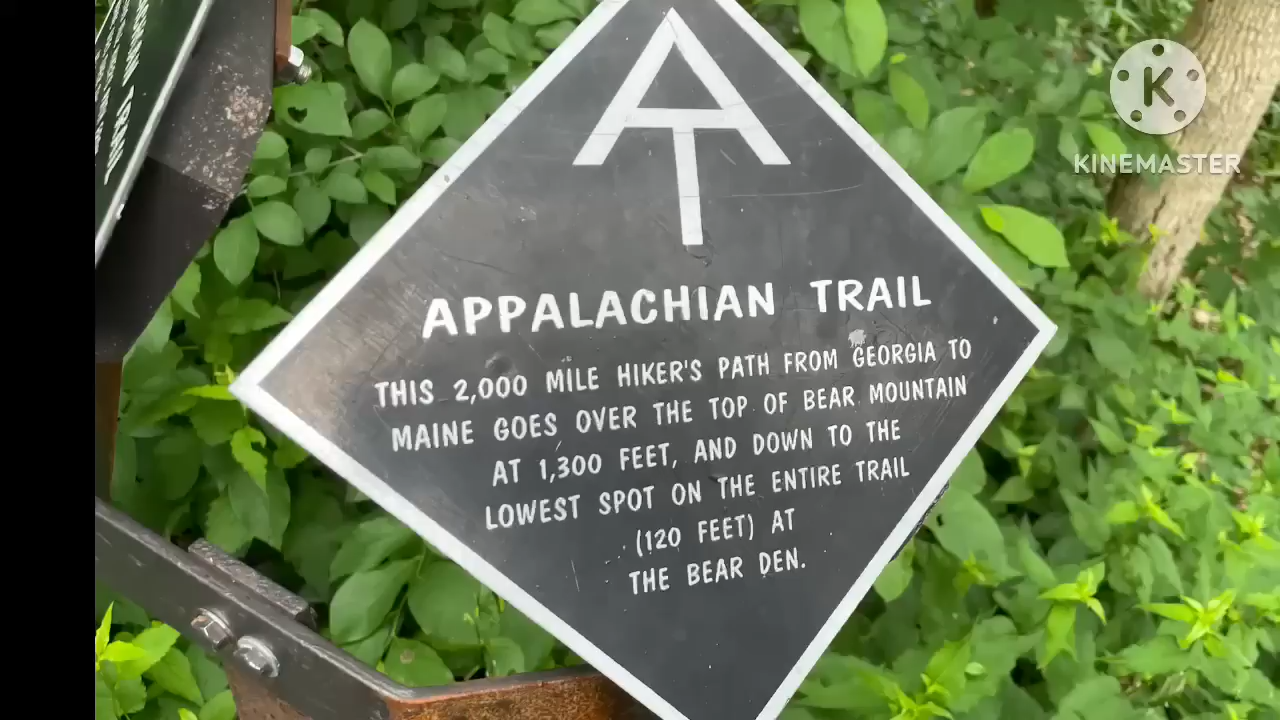 APPALACHIAN TRAIL
THIS 2,000 MILE HIKER'S PATH FROM GEORGIA TO
MAINE GOES OVER THE TOP OF BEAR MOUNTAIN
AT 1,300 FEET, AND DOWN TO THE
LOWEST SPOT ON THE ENTIRE TRAIL
(120 FEET) AT
THE BEAR DEN.
K
KINEMASTER